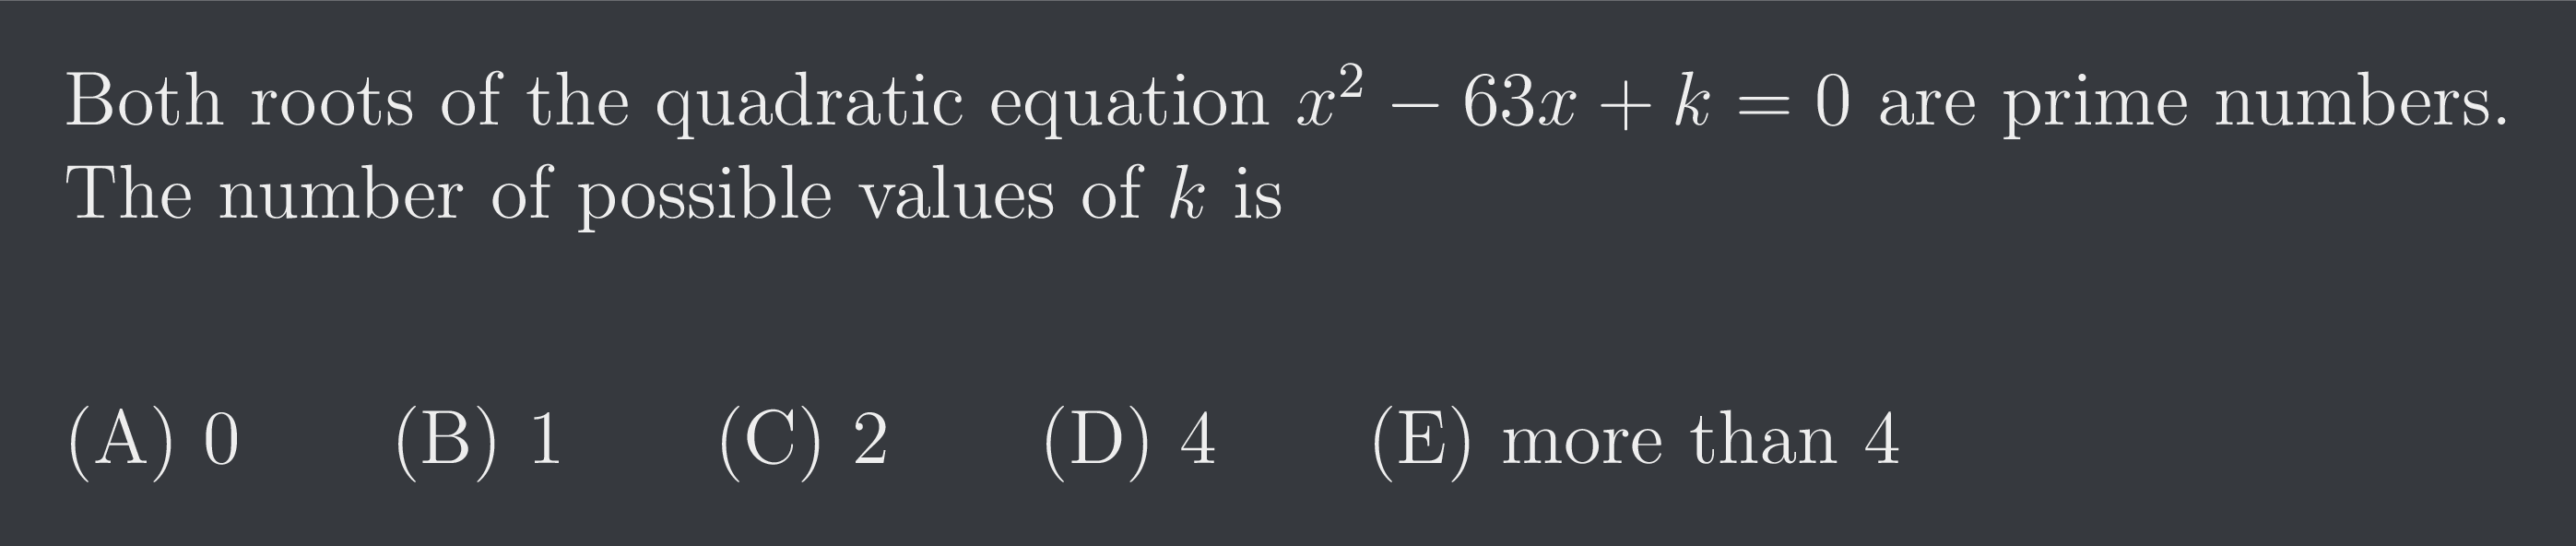 Both roots of the quadratic equation x² − 63x + k = 0 are prime numbers.
The number of possible values of k is
(A) 0 (B) 1 (C) 2 (D) 4 (E) more than 4